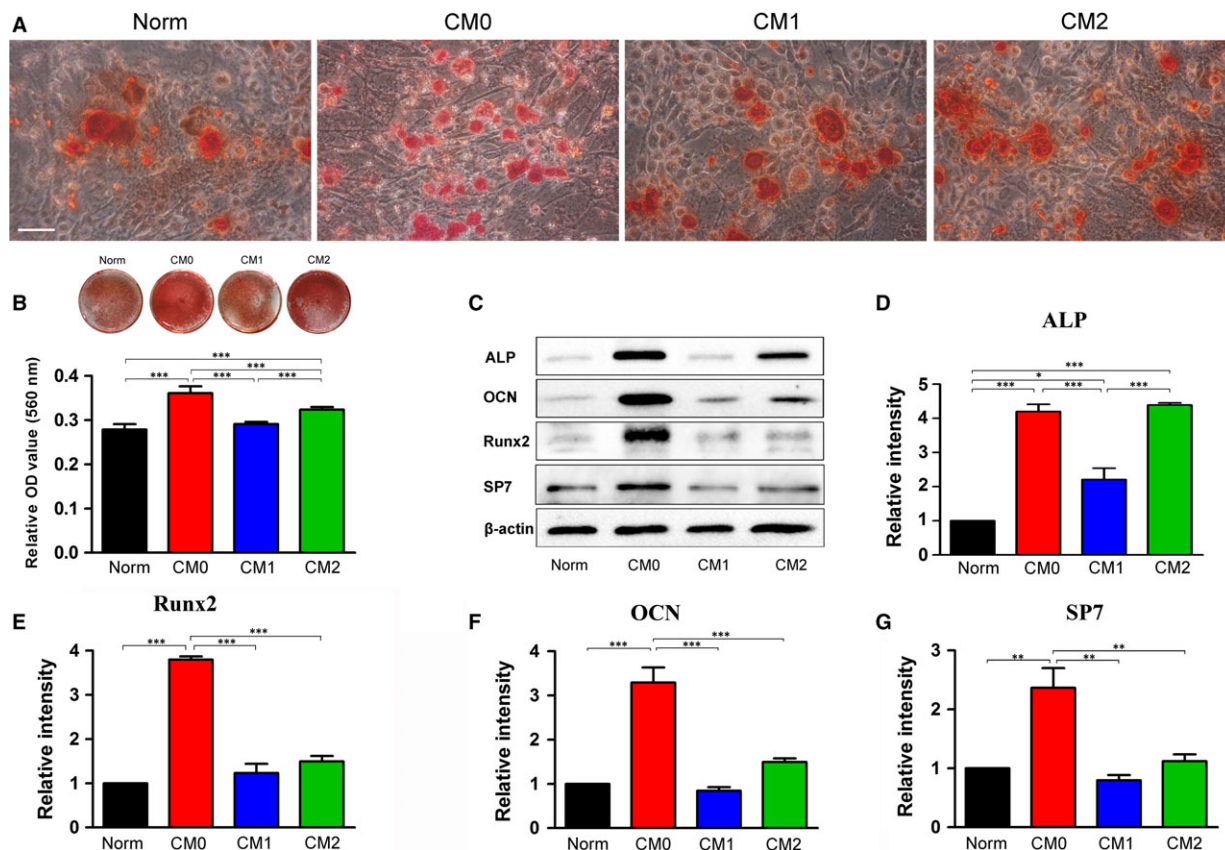 A Norm CM0 CM1 CM2
Norm CM0 CM1 CM2
B
Relative OD value (560 nm)
0.4
0.3
0.2
0.1
0.0
***
***
*** *** ***
Norm CM0 CM1 CM2
C
ALP
OCN
Runx2
SP7
β-actin
Norm CM0 CM1 CM2
D ALP
Relative intensity
5
4
3
2
1
0
***
*
*** *** ***
Norm CM0 CM1 CM2
E Runx2
Relative intensity
4
3
2
1
0
***
*** ***
Norm CM0 CM1 CM2
F OCN
Relative intensity
4
3
2
1
0
***
*** ***
Norm CM0 CM1 CM2
G SP7
Relative intensity
3
2
1
0
**
** **
Norm CM0 CM1 CM2